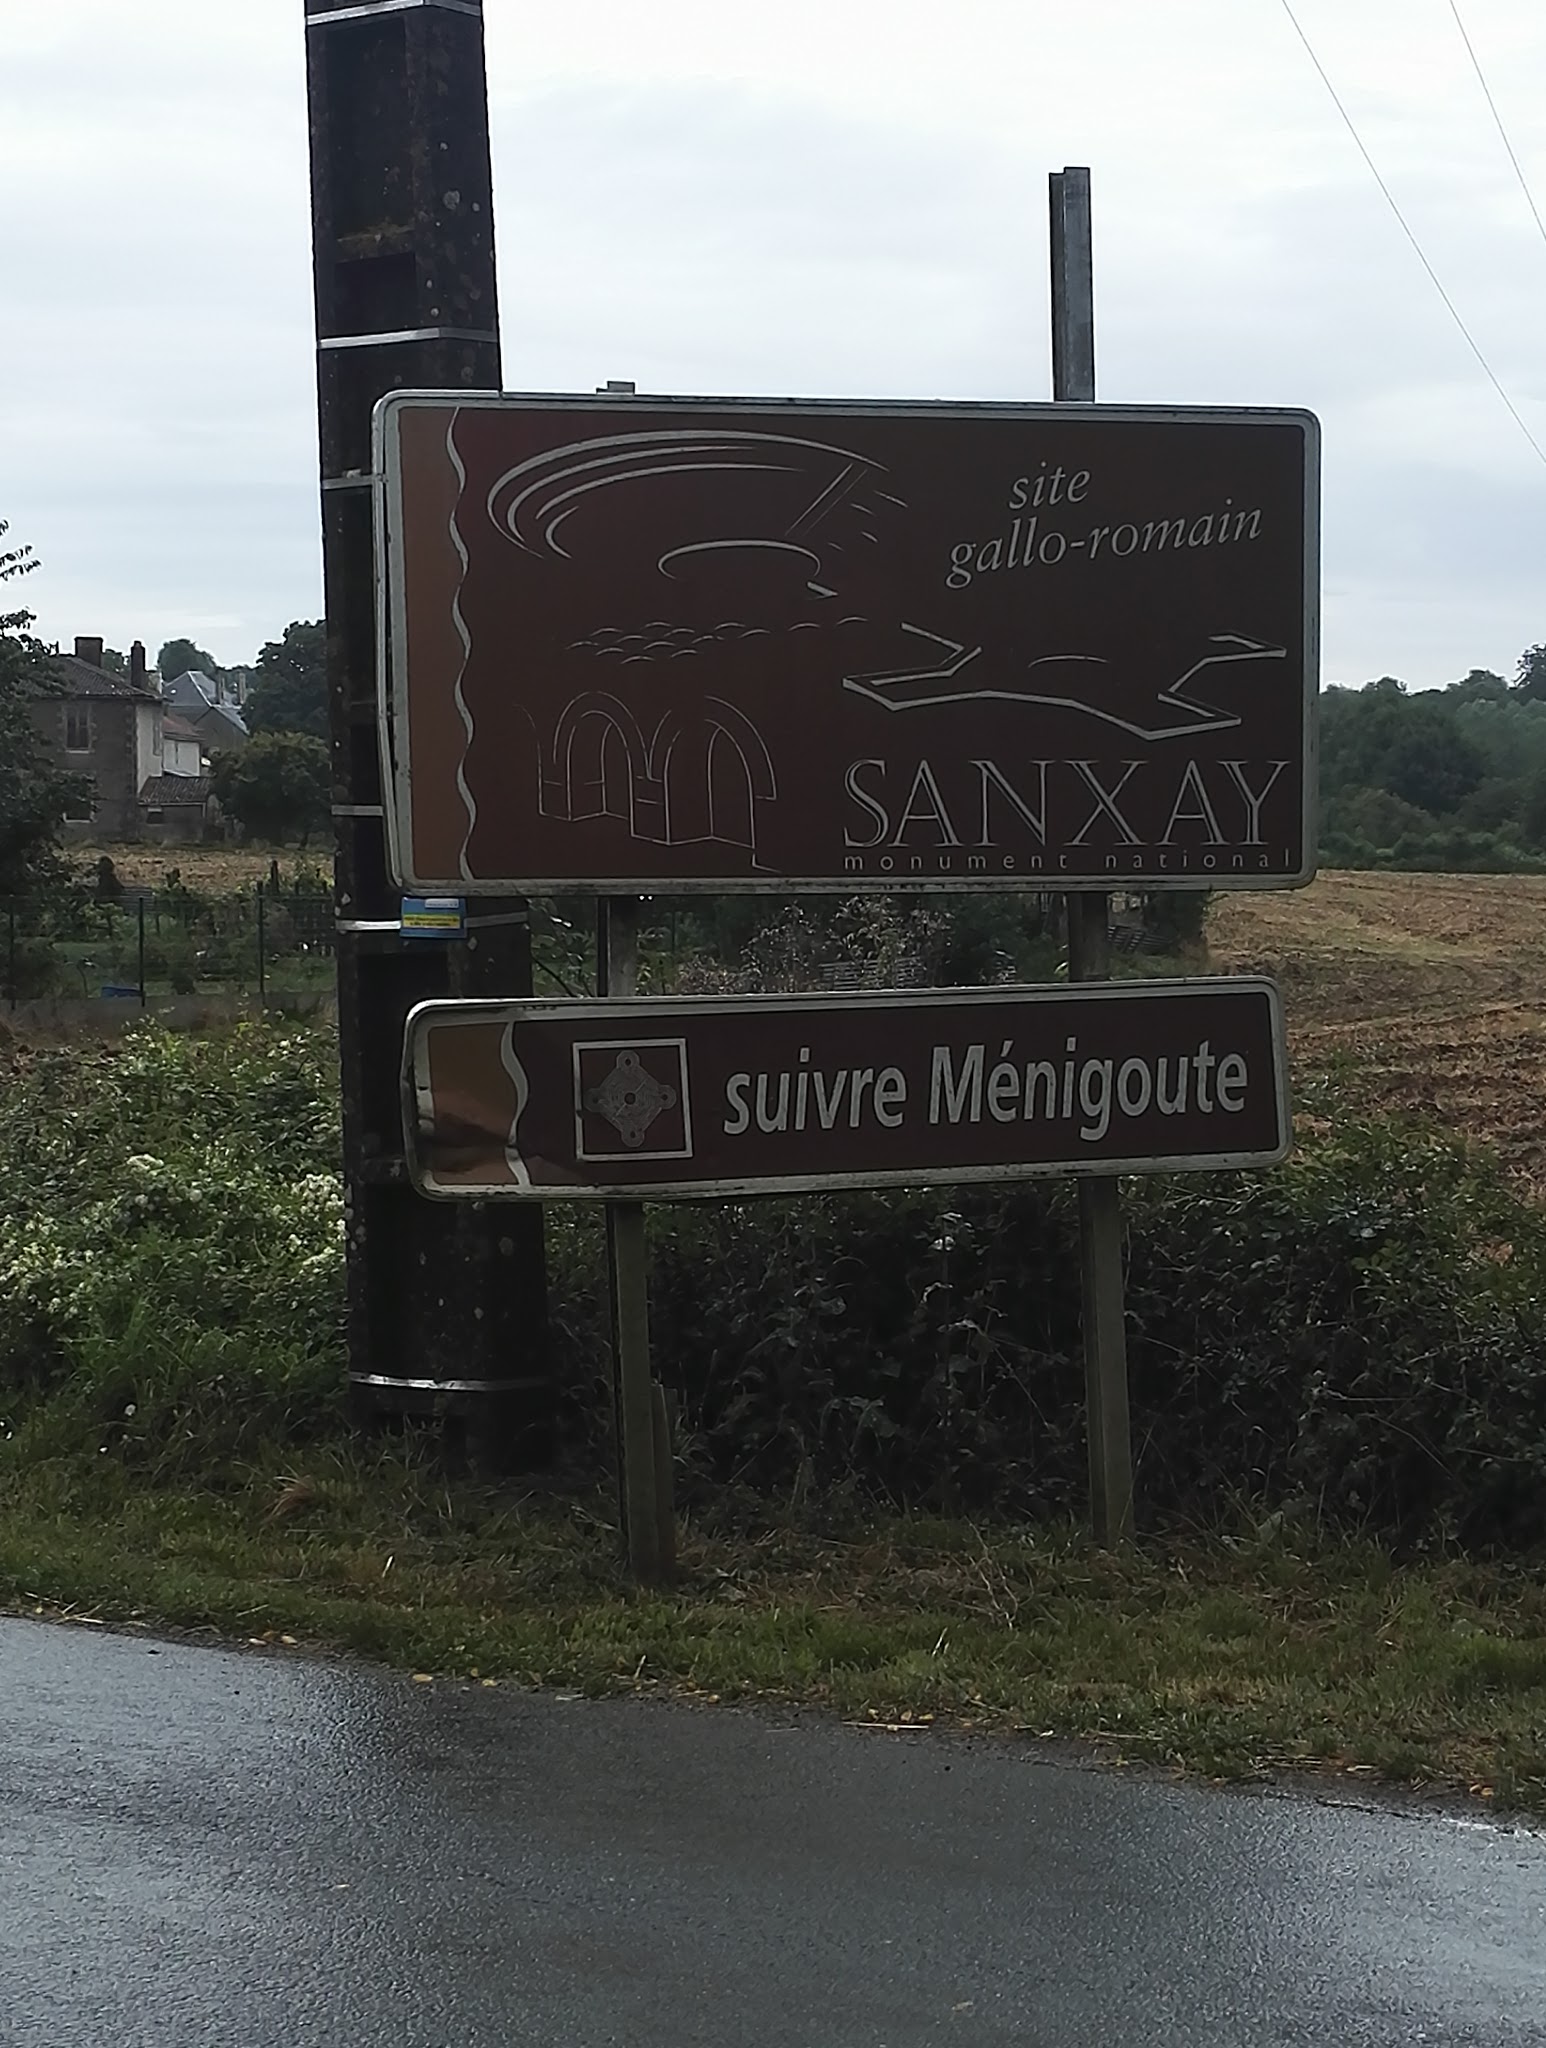 site
gallo-romain
SANXAY
monument national
suivre Ménigoute